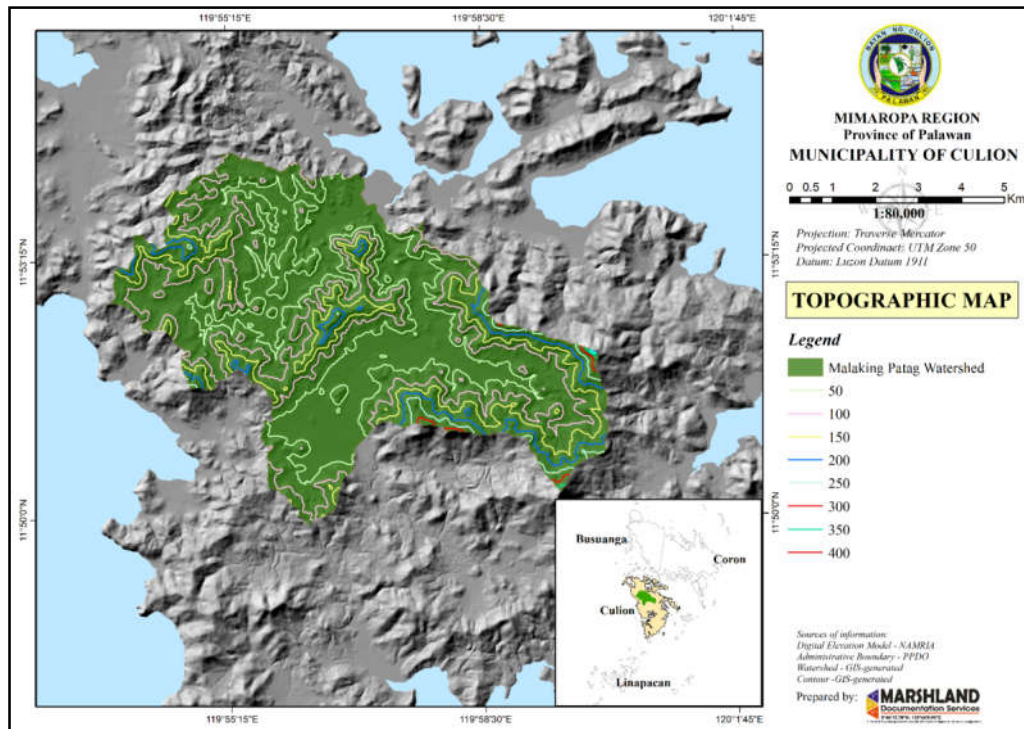 119°55'15"E 119°58'30"E 120°1'45"E
BAYAN NG CULION
PALAWAN
MIMAROPA REGION
Province of Palawan
MUNICIPALITY OF CULION
N
0 0.5 1 2 3 4 5
Km
1:80,000
Projection: Traverse Mercator
Projected Coordinaet: UTM Zone 50
Datum: Luzon Datum 1911
TOPOGRAPHIC MAP
Legend
Malaking Patag Watershed
50
100
150
200
250
300
350
400
11°53'15"N 11°53'15"N
11°50'0"N 11°50'0"N
Busuanga
Coron
Culion
Linapacan
Sources of information:
Digital Elevation Model - NAMRIA
Administrative Boundary - PPDO
Watershed - GIS-generated
Contour -GIS-generated
Prepared by:
MARSHLAND
Documentation Services
119°55'15"E 119°58'30"E 120°1'45"E